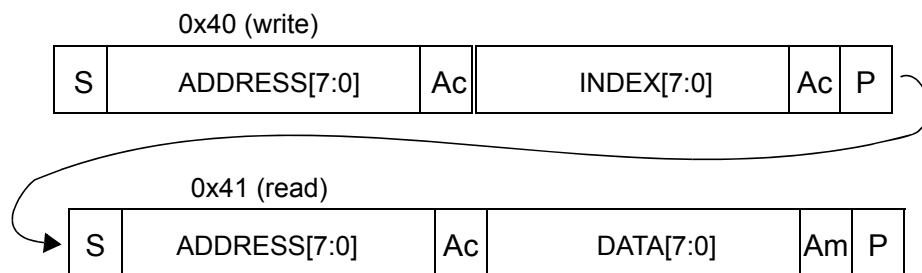 0x40 (write)
S ADDRESS[7:0] Ac INDEX[7:0] Ac P
0x41 (read)
S ADDRESS[7:0] Ac DATA[7:0] Am P